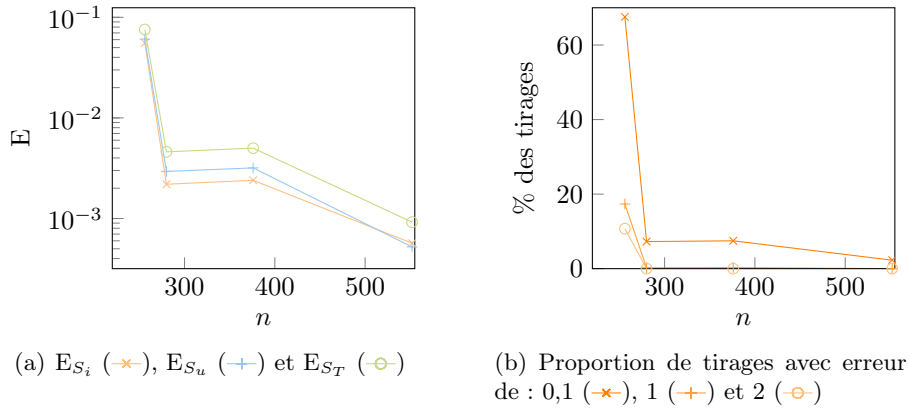 10^{-1}
10^{-2}
10^{-3}
E
300 400 500
n
(a) E_{S_i} (×), E_{S_u} (+) et E_{S_T} (○)
60
40
20
0
% des tirages
300 400 500
n
(b) Proportion de tirages avec erreur
de : 0,1 (×), 1 (+) et 2 (○)